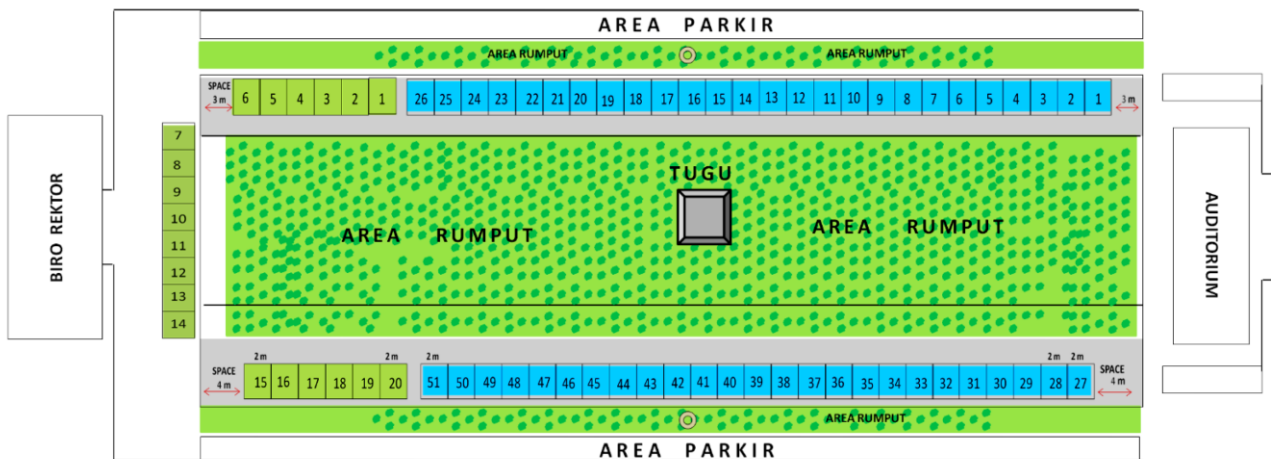 AREA PARKIR
AREA RUMPUT AREA RUMPUT
SPACE
3 m
6 5 4 3 2 1 26 25 24 23 22 21 20 19 18 17 16 15 14 13 12 11 10 9 8 7 6 5 4 3 2 1
3 m
7
8
9
10
11
12
13
14
BIRO REKTOR
TUGU
AREA RUMPUT
AREA RUMPUT
AUDITORIUM
2 m 2 m 2 m 2 m 2 m
SPACE
4 m
15 16 17 18 19 20 51 50 49 48 47 46 45 44 43 42 41 40 39 38 37 36 35 34 33 32 31 30 29 28 27
SPACE
4 m
AREA RUMPUT
AREA PARKIR